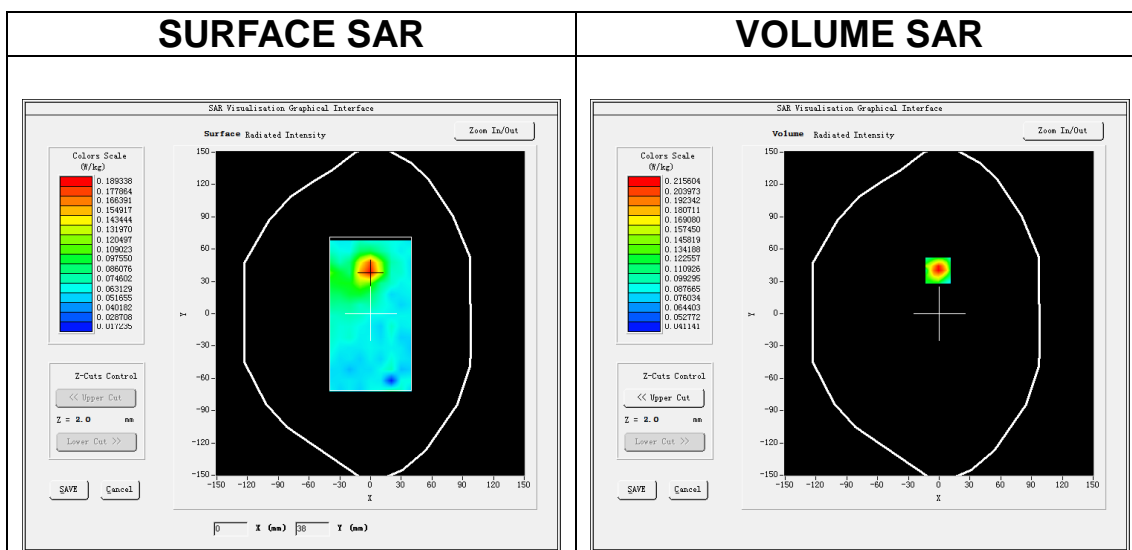 SURFACE SAR
VOLUME SAR
SAR Visualisation Graphical Interface
Surface Radiated Intensity
Zoom In/Out
Colors Scale
(W/kg)
0.189338
0.177864
0.166391
0.154917
0.143444
0.131970
0.120497
0.109023
0.097550
0.086076
0.074602
0.063129
0.051655
0.040182
0.028708
0.017235
Z-Cuts Control
<< Upper Cut
Z = 2.0 mm
Lower Cut >>
SAVE Cancel
150
120
90
60
30
0
-30
-60
-90
-120
-150
Y
-150 -120 -90 -60 -30 0 30 60 90 120 150
X
0 X (mm) 38 Y (mm)
SAR Visualisation Graphical Interface
Volume Radiated Intensity
Zoom In/Out
Colors Scale
(W/kg)
0.215604
0.203973
0.192342
0.180711
0.169080
0.157450
0.145819
0.134188
0.122557
0.110926
0.099295
0.087665
0.076034
0.064403
0.052772
0.041141
Z-Cuts Control
<< Upper Cut
Z = 2.0 mm
Lower Cut >>
SAVE Cancel
150
120
90
60
30
0
-30
-60
-90
-120
-150
Y
-150 -120 -90 -60 -30 0 30 60 90 120 150
X